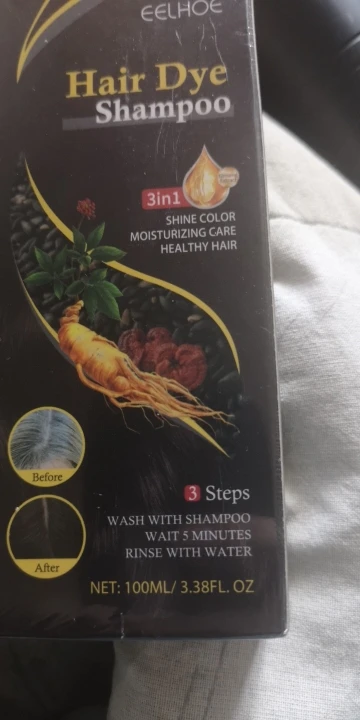 EELHOE
Hair Dye
Shampoo
3in1
SHINE COLOR
MOISTURIZING CARE
HEALTHY HAIR
Before
After
3 Steps
WASH WITH SHAMPOO
WAIT 5 MINUTES
RINSE WITH WATER
NET: 100ML/ 3.38FL. OZ